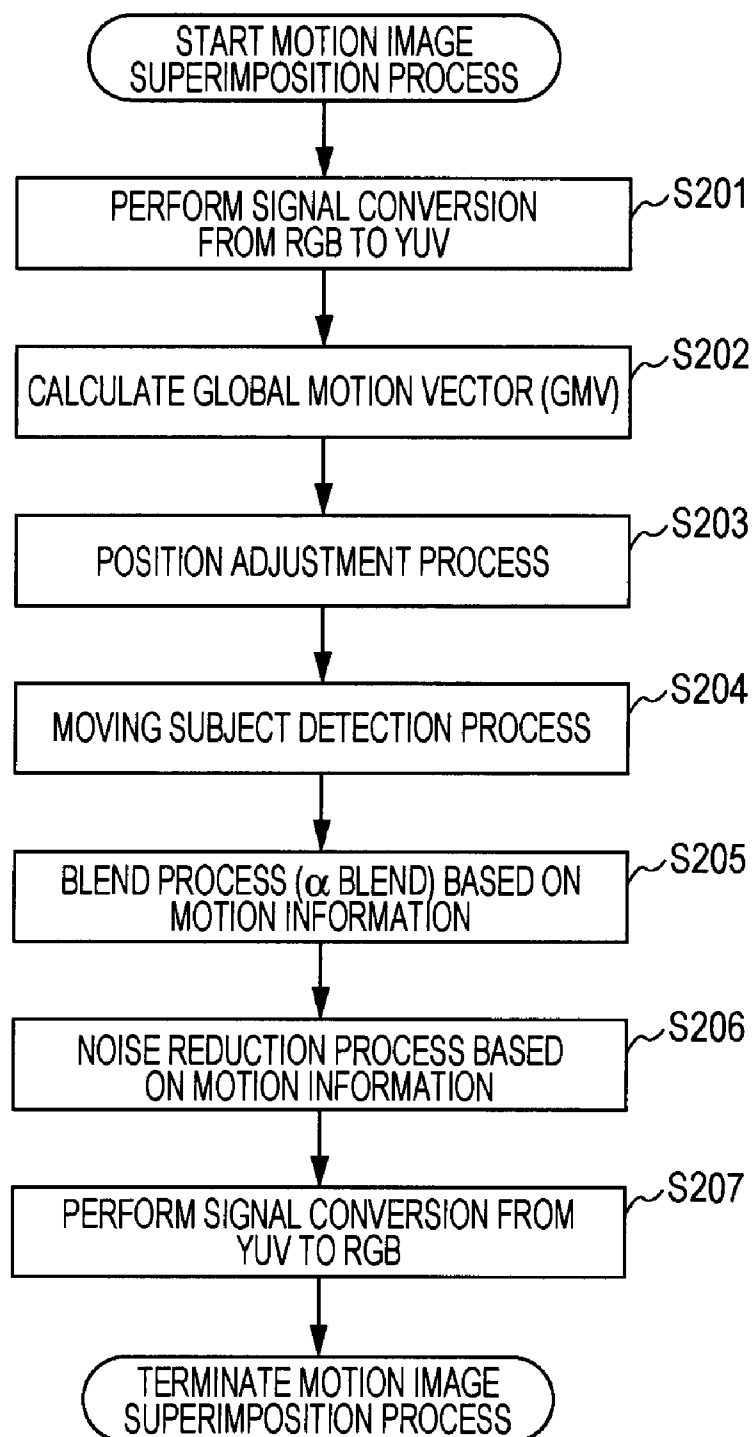 START MOTION IMAGE
SUPERIMPOSITION PROCESS
S201
PERFORM SIGNAL CONVERSION
FROM RGB TO YUV
S202
CALCULATE GLOBAL MOTION VECTOR (GMV)
S203
POSITION ADJUSTMENT PROCESS
S204
MOVING SUBJECT DETECTION PROCESS
S205
BLEND PROCESS (α BLEND) BASED ON
MOTION INFORMATION
S206
NOISE REDUCTION PROCESS BASED
ON MOTION INFORMATION
S207
PERFORM SIGNAL CONVERSION FROM
YUV TO RGB
TERMINATE MOTION IMAGE
SUPERIMPOSITION PROCESS